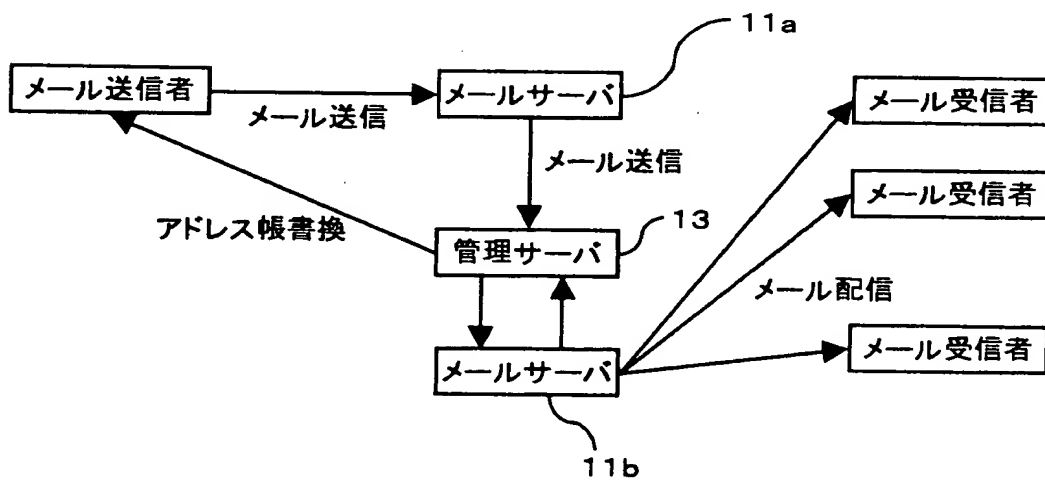 11a
メール送信者
メールサーバ
メール受信者
メール送信
メール送信
メール受信者
アドレス帳書換
13
管理サーバ
メール配信
メール受信者
メールサーバ
11b